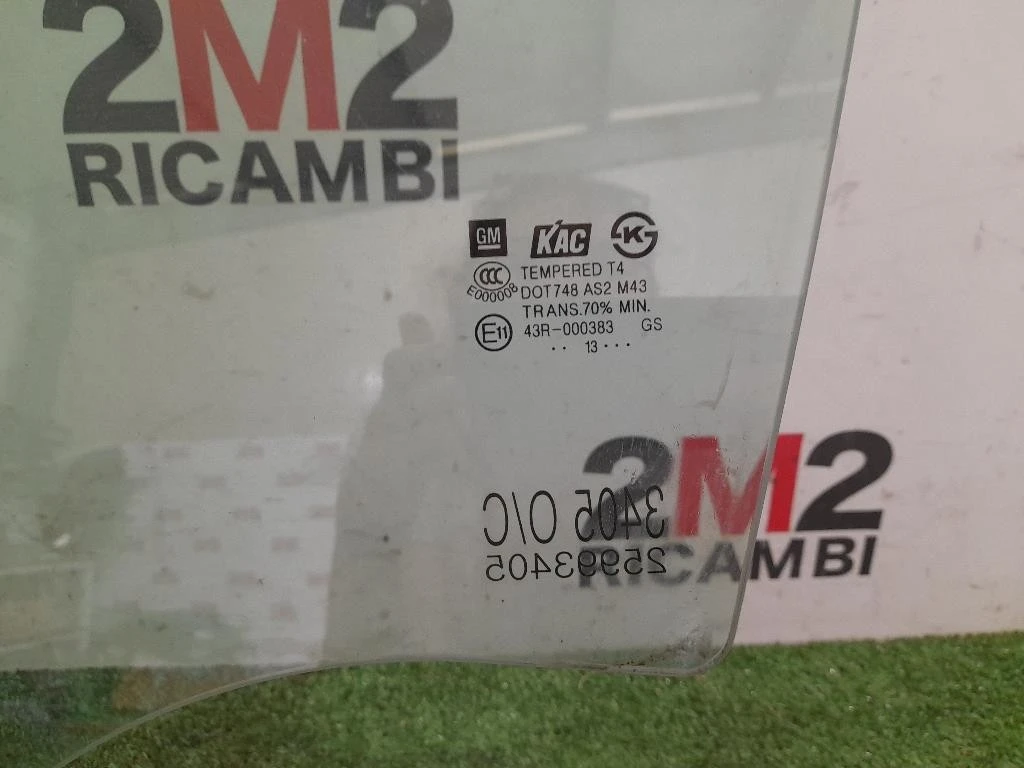 2M2
RICAMBI
GM KAC K
CCC TEMPERED T4
E000008 DOT748 AS2 M43
TRANS.70% MIN.
E11 43R-000383 GS
·· 13 ···
3405 O/C
25993405
2M2
RICAMBI